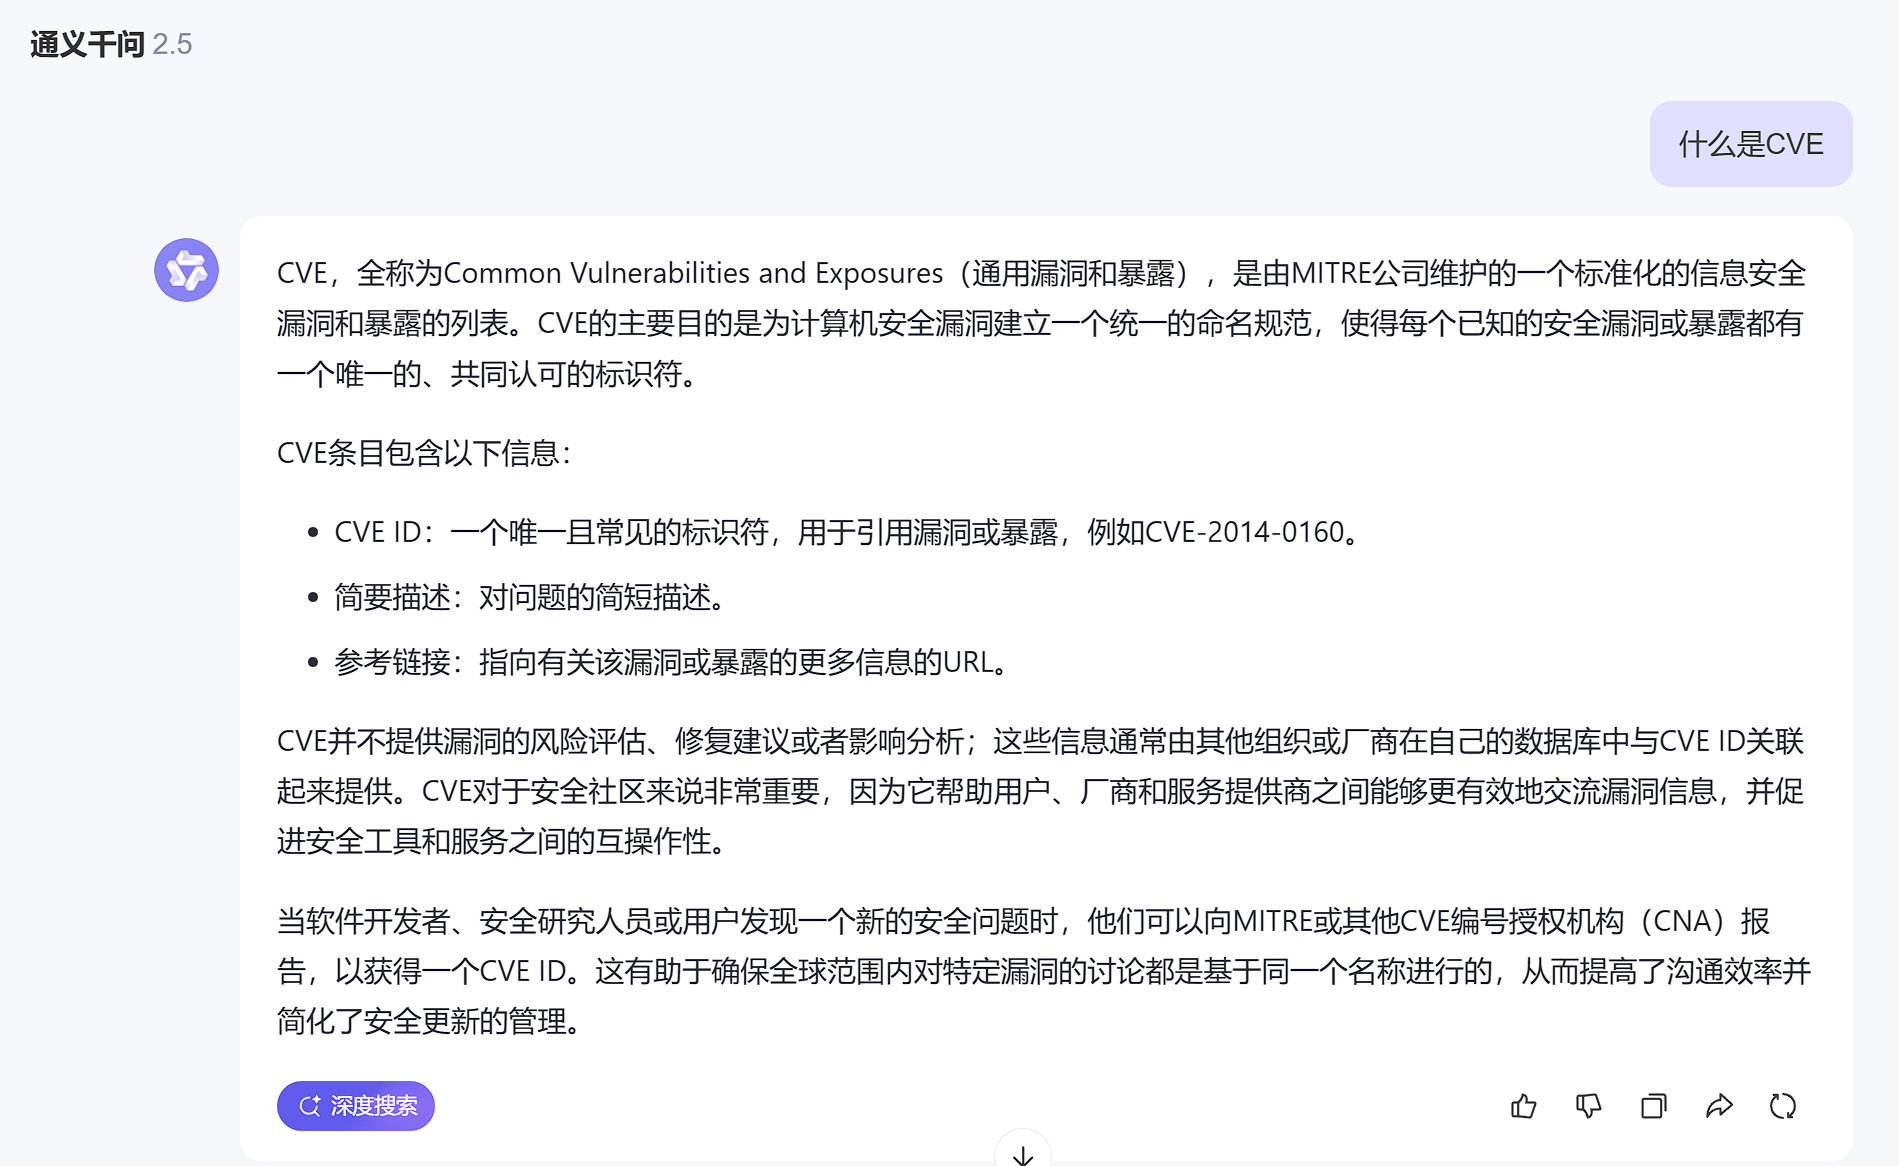 通义千问 2.5
什么是CVE
CVE，全称为Common Vulnerabilities and Exposures（通用漏洞和暴露），是由MITRE公司维护的一个标准化的信息安全
漏洞和暴露的列表。CVE的主要目的是为计算机安全漏洞建立一个统一的命名规范，使得每个已知的安全漏洞或暴露都有
一个唯一的、共同认可的标识符。
CVE条目包含以下信息：
• CVE ID：一个唯一且常见的标识符，用于引用漏洞或暴露，例如CVE-2014-0160。
• 简要描述：对问题的简短描述。
• 参考链接：指向有关该漏洞或暴露的更多信息的URL。
CVE并不提供漏洞的风险评估、修复建议或者影响分析；这些信息通常由其他组织或厂商在自己的数据库中与CVE ID关联
起来提供。CVE对于安全社区来说非常重要，因为它帮助用户、厂商和服务提供商之间能够更有效地交流漏洞信息，并促
进安全工具和服务之间的互操作性。
当软件开发者、安全研究人员或用户发现一个新的安全问题时，他们可以向MITRE或其他CVE编号授权机构（CNA）报
告，以获得一个CVE ID。这有助于确保全球范围内对特定漏洞的讨论都是基于同一个名称进行的，从而提高了沟通效率并
简化了安全更新的管理。
深度搜索